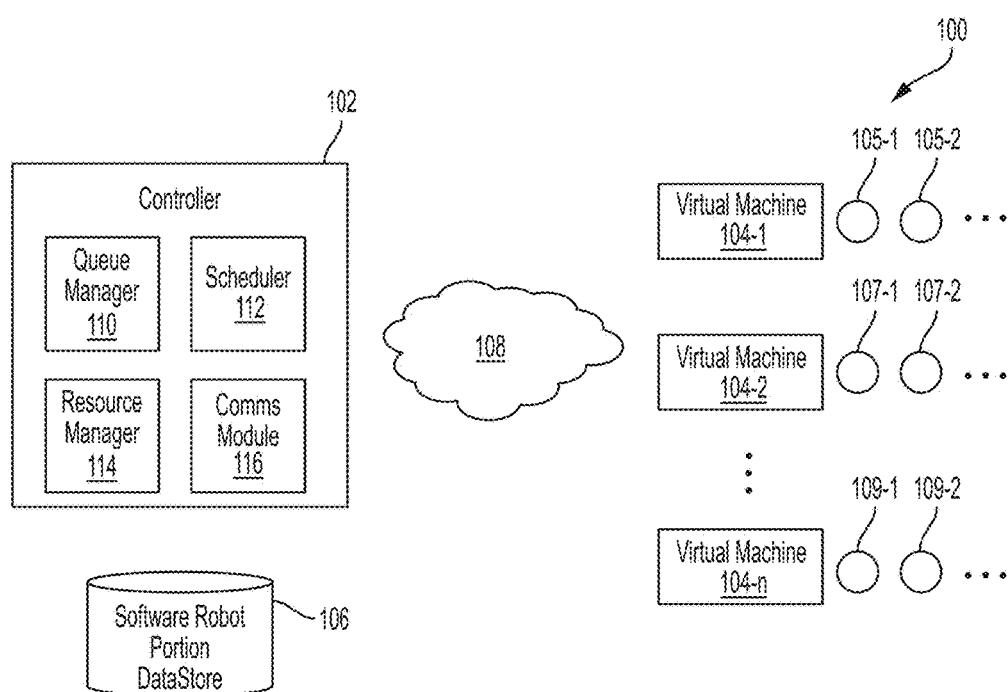 100
102
105-1 105-2
Controller
Virtual Machine
104-1
Queue
Manager
110
Scheduler
112
107-1 107-2
108
Virtual Machine
104-2
Resource
Manager
114
Comms
Module
116
109-1 109-2
Virtual Machine
104-n
Software Robot
Portion
DataStore
106